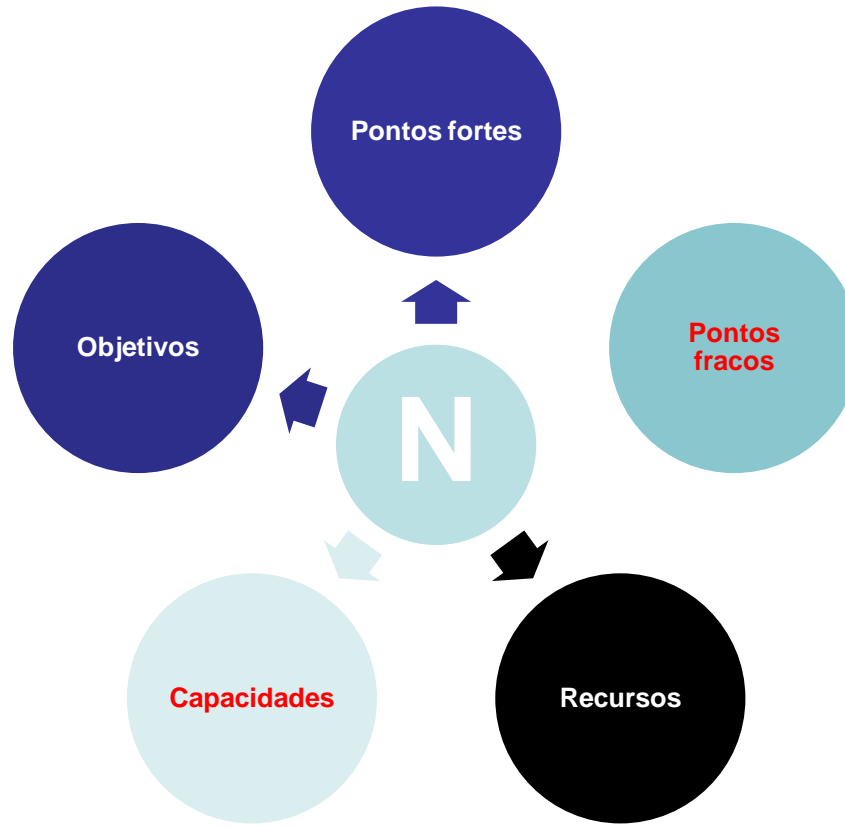 Pontos fortes
Objetivos
Pontos
fracos
N
Capacidades
Recursos